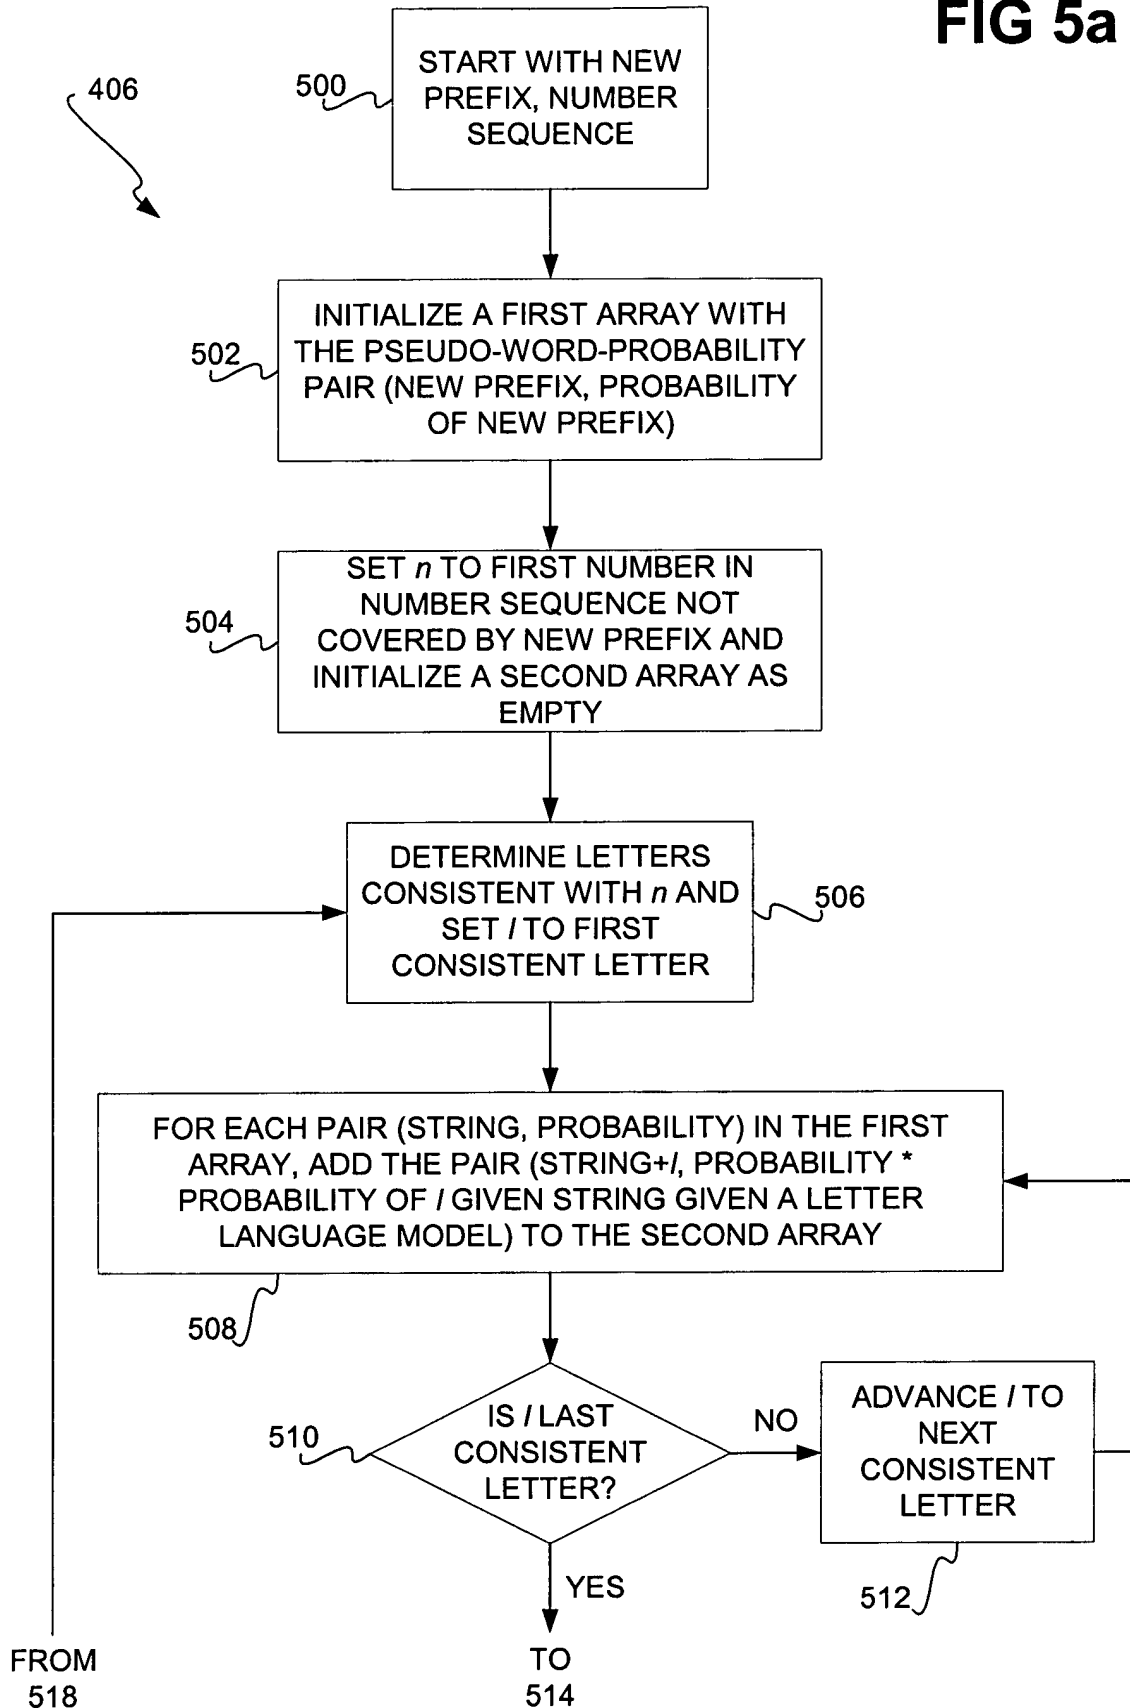 FIG 5a
406
500
START WITH NEW
PREFIX, NUMBER
SEQUENCE
502
INITIALIZE A FIRST ARRAY WITH
THE PSEUDO-WORD-PROBABILITY
PAIR (NEW PREFIX, PROBABILITY
OF NEW PREFIX)
504
SET n TO FIRST NUMBER IN
NUMBER SEQUENCE NOT
COVERED BY NEW PREFIX AND
INITIALIZE A SECOND ARRAY AS
EMPTY
DETERMINE LETTERS
CONSISTENT WITH n AND
SET l TO FIRST
CONSISTENT LETTER
506
FOR EACH PAIR (STRING, PROBABILITY) IN THE FIRST
ARRAY, ADD THE PAIR (STRING+l, PROBABILITY *
PROBABILITY OF l GIVEN STRING GIVEN A LETTER
LANGUAGE MODEL) TO THE SECOND ARRAY
508
510
IS l LAST
CONSISTENT
LETTER?
NO
ADVANCE l TO
NEXT
CONSISTENT
LETTER
512
YES
FROM
518
TO
514